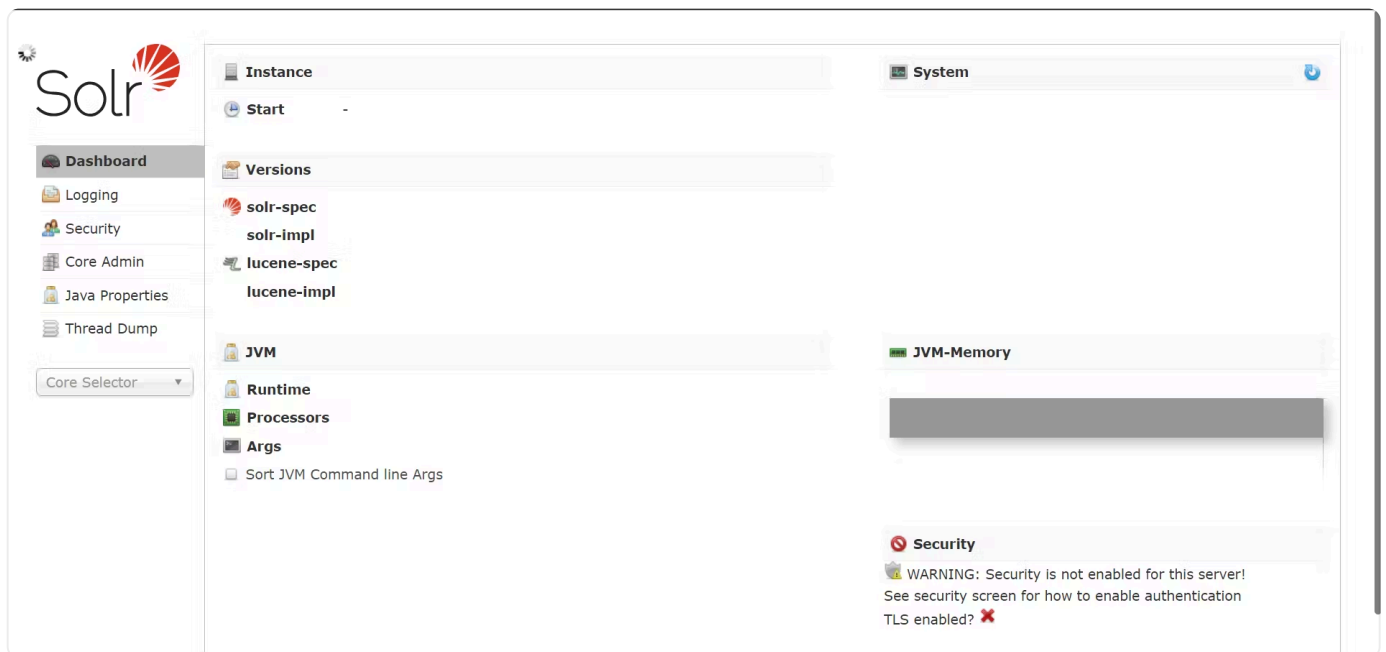 Solr
Dashboard
Logging
Security
Core Admin
Java Properties
Thread Dump
Core Selector
Instance
Start -
Versions
solr-spec
solr-impl
lucene-spec
lucene-impl
JVM
Runtime
Processors
Args
Sort JVM Command line Args
System
JVM-Memory
Security
WARNING: Security is not enabled for this server!
See security screen for how to enable authentication
TLS enabled?